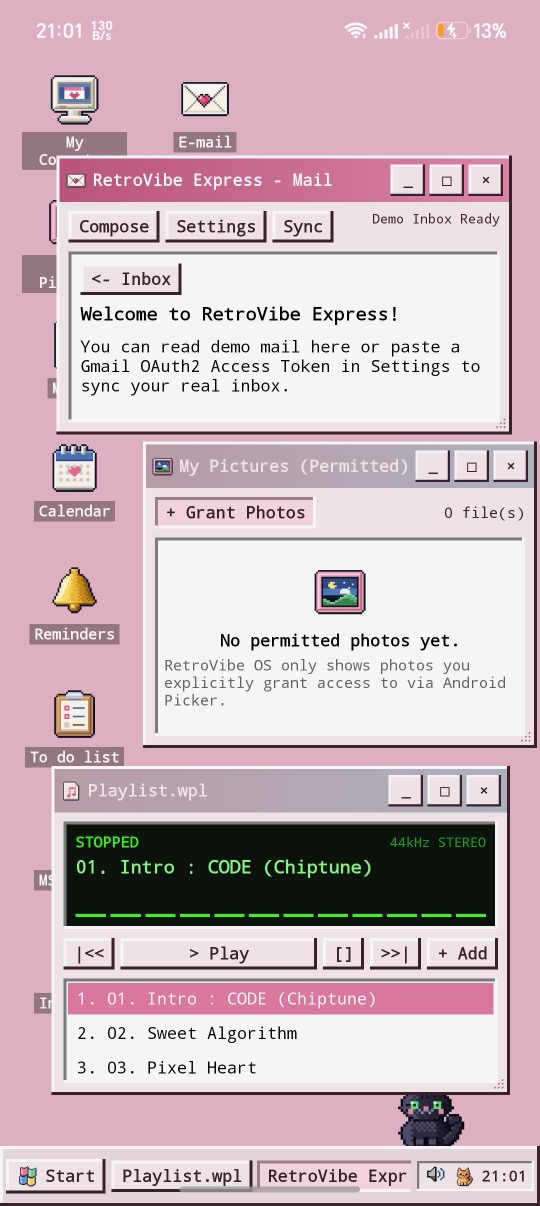 21:01 130 B/s 13%
My
E-mail
RetroVibe Express - Mail
Compose Settings Sync Demo Inbox Ready
<- Inbox
Welcome to RetroVibe Express!
You can read demo mail here or paste a
Gmail OAuth2 Access Token in Settings to
sync your real inbox.
Calendar
My Pictures (Permitted)
+ Grant Photos 0 file(s)
No permitted photos yet.
RetroVibe OS only shows photos you
explicitly grant access to via Android
Picker.
Reminders
To do list
Playlist.wpl
STOPPED 44kHz STEREO
01. Intro : CODE (Chiptune)
|<< > Play [] >>| + Add
1. 01. Intro : CODE (Chiptune)
2. 02. Sweet Algorithm
3. 03. Pixel Heart
Start Playlist.wpl RetroVibe Expr 21:01